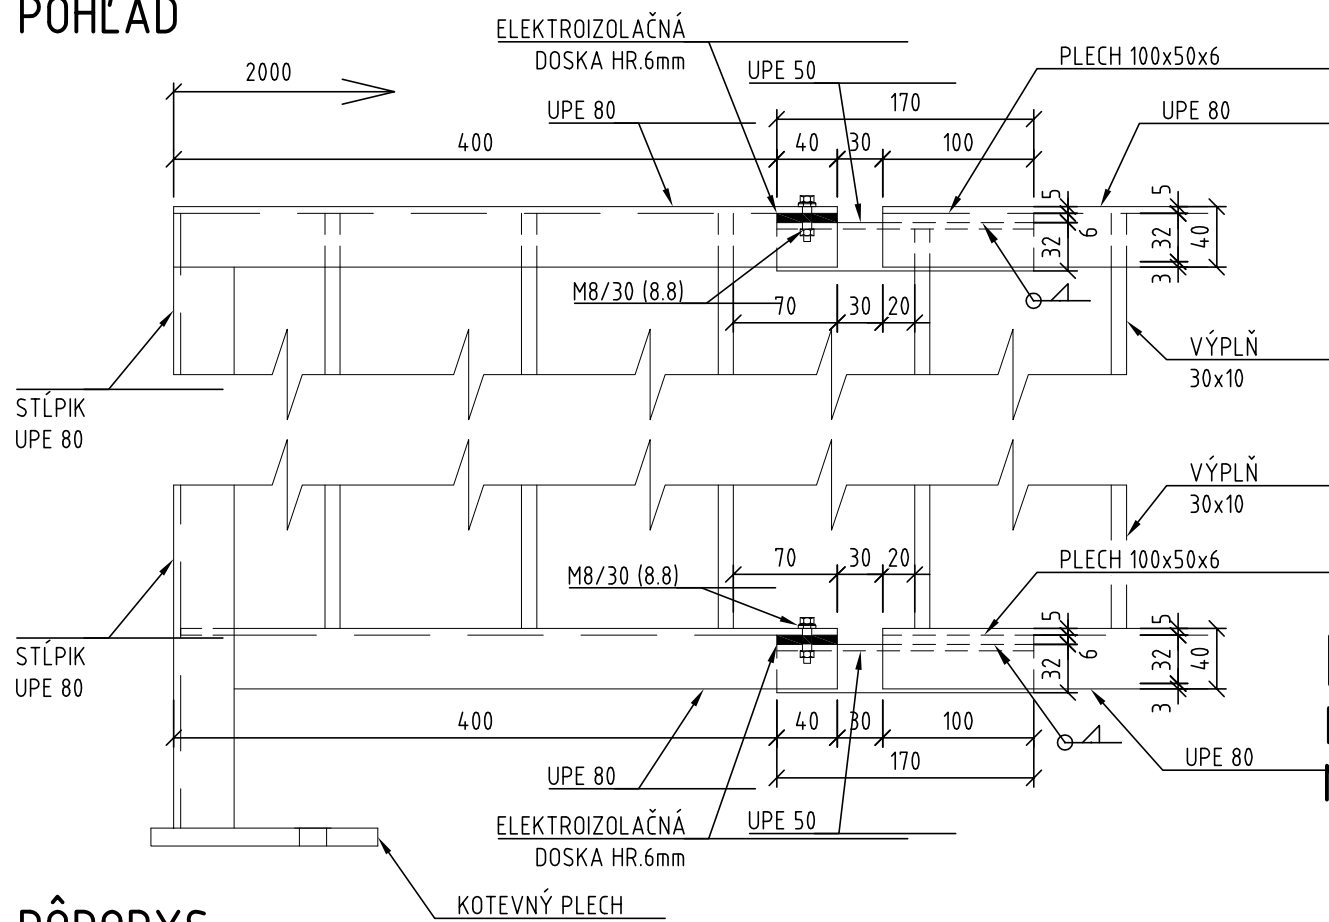 POHĽAD
ELEKTROIZOLAČNÁ
DOSKA HR.6mm
2000
UPE 50
PLECH 100x50x6
170
UPE 80
UPE 80
400
40
30
100
5
5
6
32
32
40
3
M8/30 (8.8)
70
30
20
VÝPLŇ
30x10
STĹPIK
UPE 80
VÝPLŇ
30x10
70
30
20
PLECH 100x50x6
M8/30 (8.8)
5
5
6
32
32
40
3
STĹPIK
UPE 80
400
40
30
100
170
UPE 80
UPE 80
ELEKTROIZOLAČNÁ
DOSKA HR.6mm
UPE 50
KOTEVNÝ PLECH
PÔDORYS